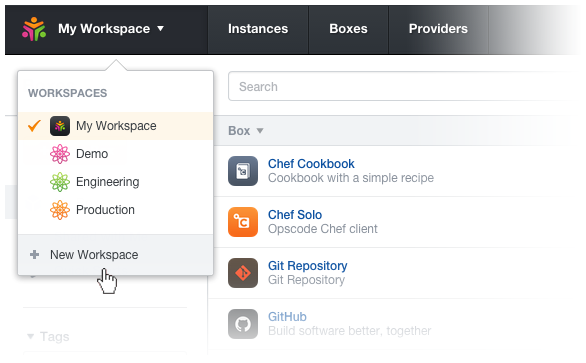 My Workspace
Instances
Boxes
Providers
WORKSPACES
My Workspace
Demo
Engineering
Production
New Workspace
Tags
Search
Box
Chef Cookbook
Cookbook with a simple recipe
Chef Solo
Opscode Chef client
Git Repository
Git Repository
GitHub
Build software better, together